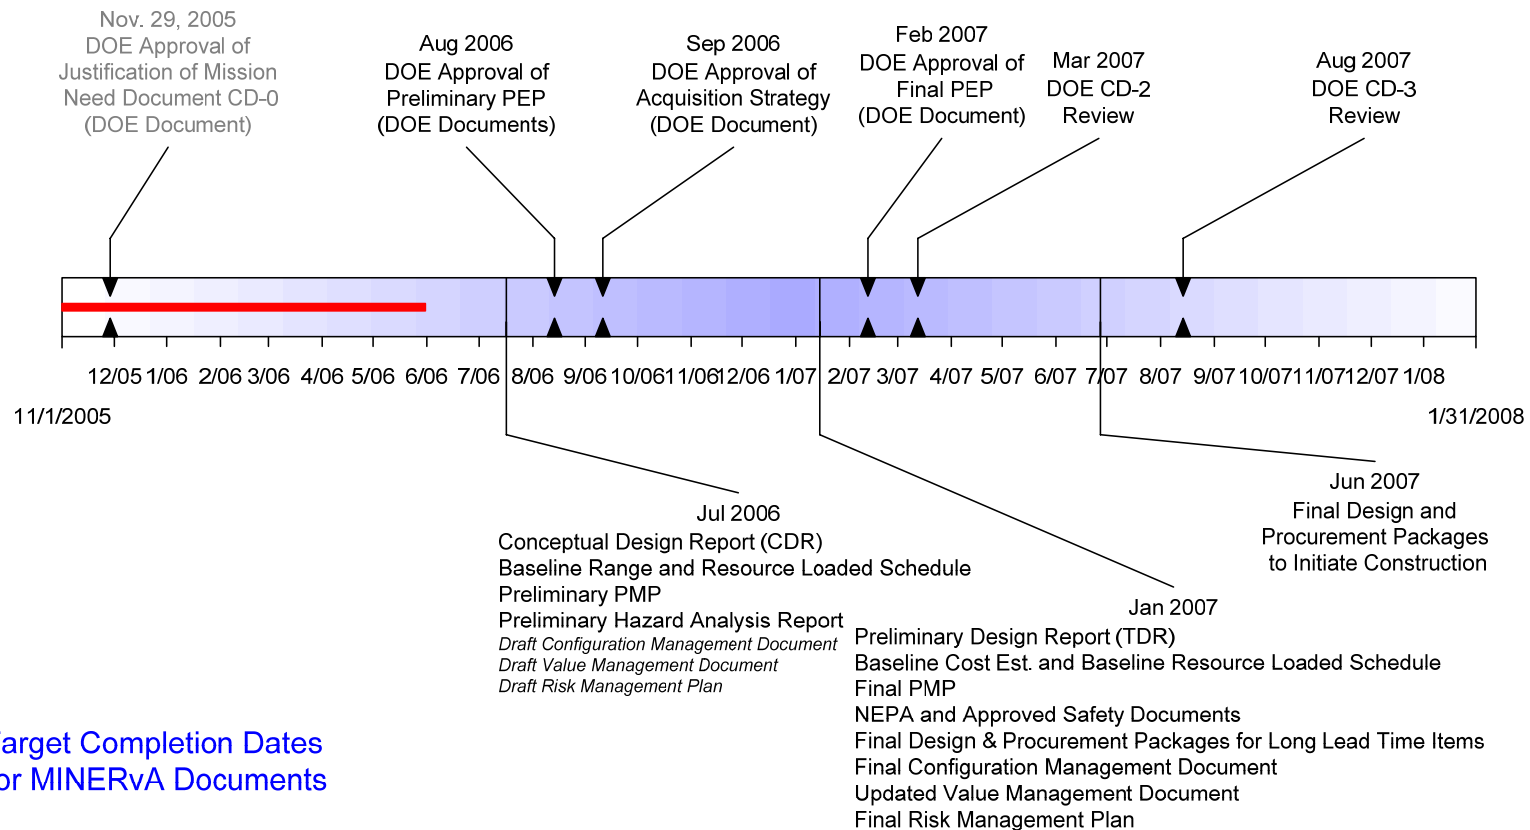 Nov. 29, 2005
DOE Approval of
Justification of Mission
Need Document CD-0
(DOE Document)
Aug 2006
DOE Approval of
Preliminary PEP
(DOE Documents)
Sep 2006
DOE Approval of
Acquisition Strategy
(DOE Document)
Feb 2007
DOE Approval of
Final PEP
(DOE Document)
Mar 2007
DOE CD-2
Review
Aug 2007
DOE CD-3
Review
12/05 1/06 2/06 3/06 4/06 5/06 6/06 7/06 8/06 9/06 10/06 11/06 12/06 1/07 2/07 3/07 4/07 5/07 6/07 7/07 8/07 9/07 10/07 11/07 12/07 1/08
11/1/2005 1/31/2008
Jul 2006
Conceptual Design Report (CDR)
Baseline Range and Resource Loaded Schedule
Preliminary PMP
Preliminary Hazard Analysis Report
Draft Configuration Management Document
Draft Value Management Document
Draft Risk Management Plan
Jan 2007
Preliminary Design Report (TDR)
Baseline Cost Est. and Baseline Resource Loaded Schedule
Final PMP
NEPA and Approved Safety Documents
Final Design & Procurement Packages for Long Lead Time Items
Final Configuration Management Document
Updated Value Management Document
Final Risk Management Plan
Jun 2007
Final Design and
Procurement Packages
to Initiate Construction
arget Completion Dates
or MINERvA Documents